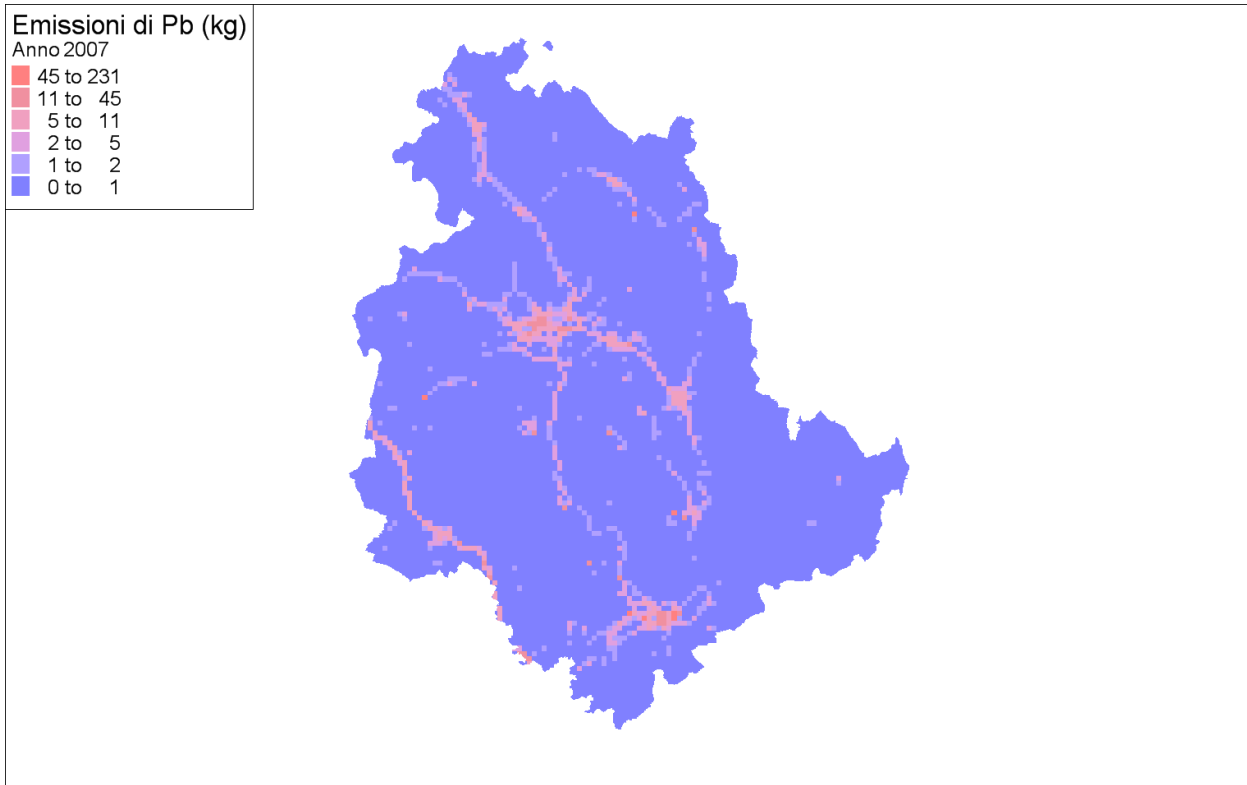 Emissioni di Pb (kg)
Anno 2007
45 to 231
11 to 45
5 to 11
2 to 5
1 to 2
0 to 1